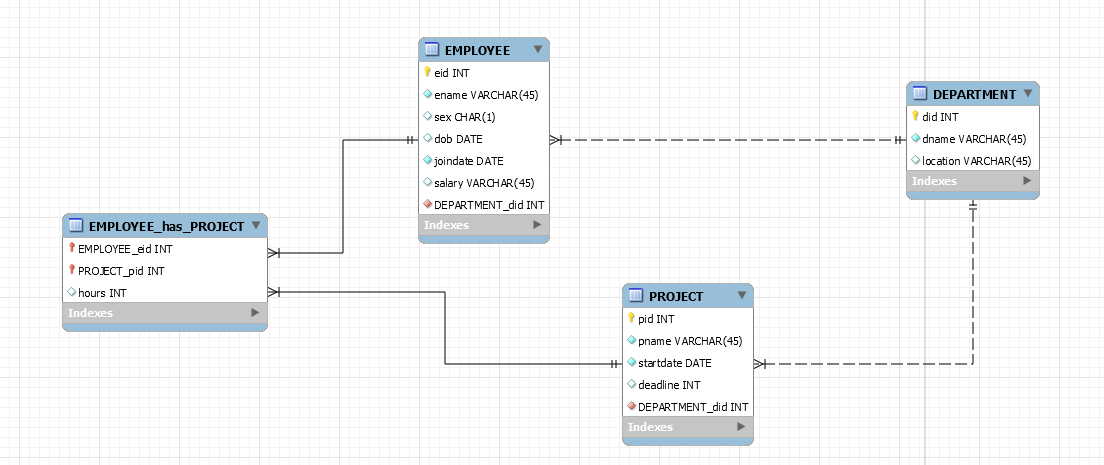 EMPLOYEE
eid INT
ename VARCHAR(45)
sex CHAR(1)
dob DATE
joindate DATE
salary VARCHAR(45)
DEPARTMENT_did INT
Indexes
DEPARTMENT
did INT
dname VARCHAR(45)
location VARCHAR(45)
Indexes
EMPLOYEE_has_PROJECT
EMPLOYEE_eid INT
PROJECT_pid INT
hours INT
Indexes
PROJECT
pid INT
pname VARCHAR(45)
startdate DATE
deadline INT
DEPARTMENT_did INT
Indexes